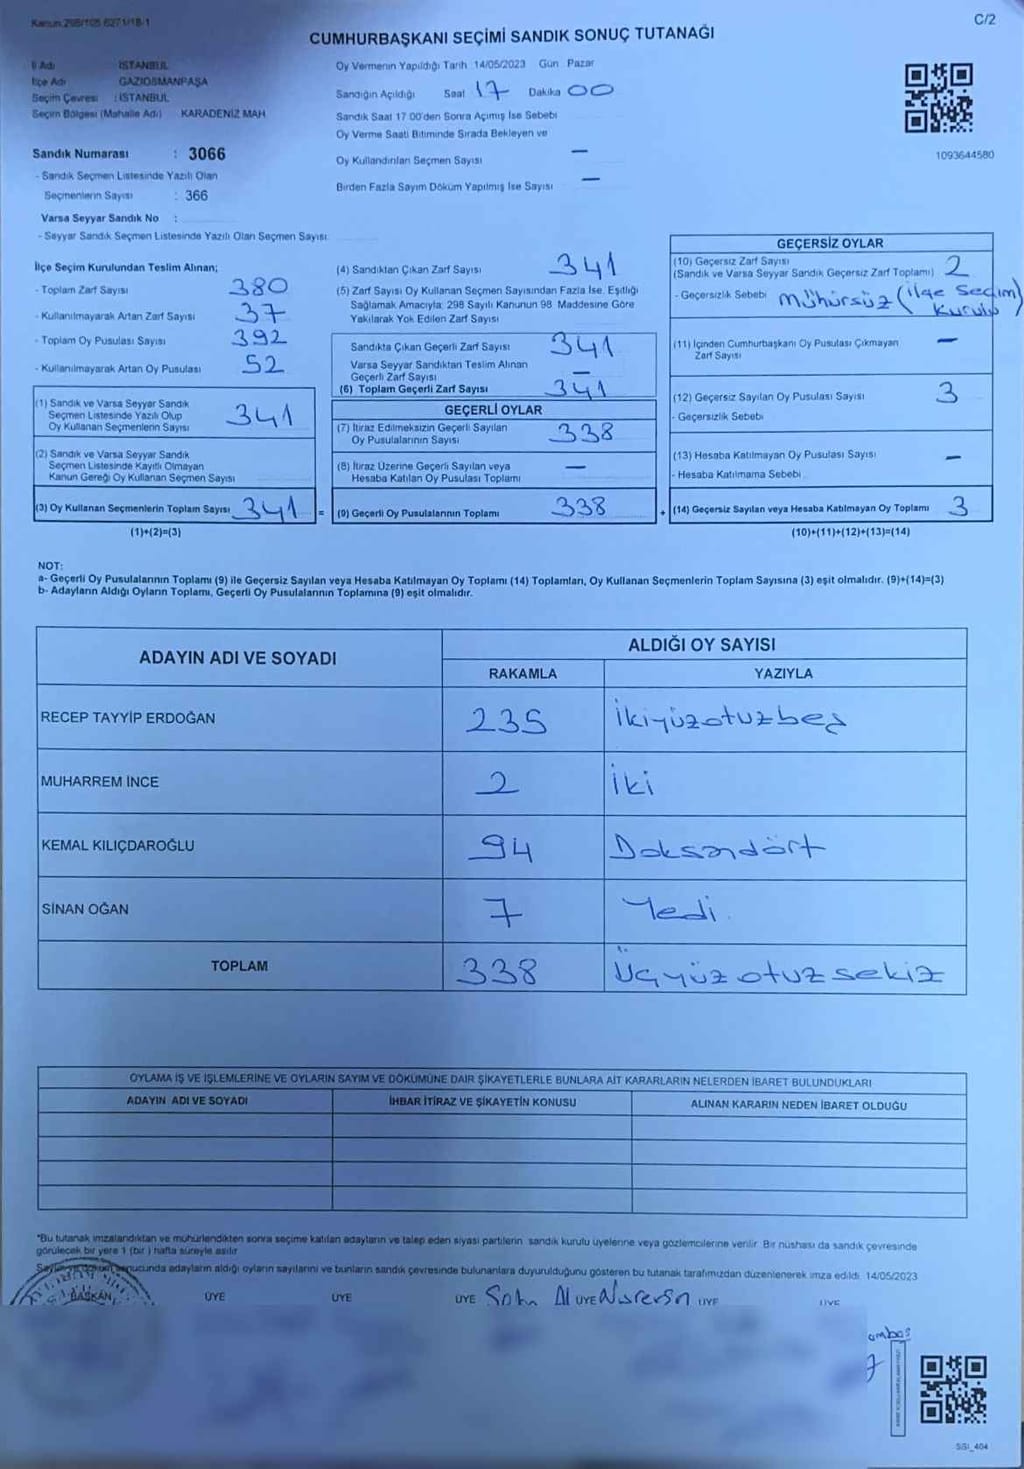 Kanun:298/105 6271/18-1
C/2
CUMHURBAŞKANI SEÇİMİ SANDIK SONUÇ TUTANAĞI
İl Adı : İSTANBUL
İlçe Adı : GAZİOSMANPAŞA
Seçim Çevresi : İSTANBUL
Seçim Bölgesi (Mahalle Adı) : KARADENİZ MAH
Sandık Numarası : 3066
- Sandık Seçmen Listesinde Yazılı Olan
Seçmenlerin Sayısı : 366
Varsa Seyyar Sandık No :
- Seyyar Sandık Seçmen Listesinde Yazılı Olan Seçmen Sayısı:
Oy Vermenin Yapıldığı Tarih :14/05/2023 Gün : Pazar
Sandığın Açıldığı Saat 17 Dakika 00
Sandık Saat 17:00'den Sonra Açımış İse Sebebi
Oy Verme Saati Bitiminde Sırada Bekleyen ve
Oy Kullandırılan Seçmen Sayısı —
Birden Fazla Sayım Döküm Yapılmış İse Sayısı —
1093644580
İlçe Seçim Kurulundan Teslim Alınan;
- Toplam Zarf Sayısı 380
- Kullanılmayarak Artan Zarf Sayısı 37
- Toplam Oy Pusulası Sayısı 392
- Kullanılmayarak Artan Oy Pusulası 52
(1) Sandık ve Varsa Seyyar Sandık
Seçmen Listesinde Yazılı Olup
Oy Kullanan Seçmenlerin Sayısı 341
(2) Sandık ve Varsa Seyyar Sandık
Seçmen Listesinde Kayıtlı Olmayan
Kanun Gereği Oy Kullanan Seçmen Sayısı
(3) Oy Kullanan Seçmenlerin Toplam Sayısı 341 =
(1)+(2)=(3)
(4) Sandıktan Çıkan Zarf Sayısı 341
(5) Zarf Sayısı Oy Kullanan Seçmen Sayısından Fazla İse, Eşitliği
Sağlamak Amacıyla; 298 Sayılı Kanunun 98. Maddesine Göre
Yakılarak Yok Edilen Zarf Sayısı
Sandıkta Çıkan Geçerli Zarf Sayısı 341
Varsa Seyyar Sandıktan Teslim Alınan
Geçerli Zarf Sayısı —
(6) Toplam Geçerli Zarf Sayısı 341
GEÇERLİ OYLAR
(7) İtiraz Edilmeksizin Geçerli Sayılan
Oy Pusulalarının Sayısı 338
(8) İtiraz Üzerine Geçerli Sayılan veya
Hesaba Katılan Oy Pusulası Toplamı —
(9) Geçerli Oy Pusulalarının Toplamı 338 +
GEÇERSİZ OYLAR
(10) Geçersiz Zarf Sayısı
(Sandık ve Varsa Seyyar Sandık Geçersiz Zarf Toplamı) 2
- Geçersizlik Sebebi Mühürsüz (ilçe Seçim)
Kurulu
(11) İçinden Cumhurbaşkanı Oy Pusulası Çıkmayan
Zarf Sayısı —
(12) Geçersiz Sayılan Oy Pusulası Sayısı 3
- Geçersizlik Sebebi
(13) Hesaba Katılmayan Oy Pusulası Sayısı —
- Hesaba Katılmama Sebebi
(14) Geçersiz Sayılan veya Hesaba Katılmayan Oy Toplamı 3
(10)+(11)+(12)+(13)=(14)
NOT:
a- Geçerli Oy Pusulalarının Toplamı (9) ile Geçersiz Sayılan veya Hesaba Katılmayan Oy Toplamı (14) Toplamları, Oy Kullanan Seçmenlerin Toplam Sayısına (3) eşit olmalıdır. (9)+(14)=(3)
b- Adayların Aldığı Oyların Toplamı, Geçerli Oy Pusulalarının Toplamına (9) eşit olmalıdır.
ADAYIN ADI VE SOYADI
ALDIĞI OY SAYISI
RAKAMLA YAZIYLA
RECEP TAYYİP ERDOĞAN 235 İkiyüzotuzbeş
MUHARREM İNCE 2 İki
KEMAL KILIÇDAROĞLU 94 Doksandört
SİNAN OĞAN 7 Yedi
TOPLAM 338 Üçyüzotuzsekiz
OYLAMA İŞ VE İŞLEMLERİNE VE OYLARIN SAYIM VE DÖKÜMÜNE DAİR ŞİKAYETLERLE BUNLARA AİT KARARLARIN NELERDEN İBARET BULUNDUKLARI
ADAYIN ADI VE SOYADI İHBAR İTİRAZ VE ŞİKAYETİN KONUSU ALINAN KARARIN NEDEN İBARET OLDUĞU
*Bu tutanak imzalandıktan ve mühürlendikten sonra seçime katılan adayların ve talep eden siyasi partilerin sandık kurulu üyelerine veya gözlemcilerine verilir. Bir nüshası da sandık çevresinde
görülecek bir yere 1 (bir) hafta süreyle asılır.
Sayım ve döküm sonucunda adayların aldığı oyların sayılarını ve bunların sandık çevresinde bulunanlara duyurulduğunu gösteren bu tutanak tarafımızdan düzenlenerek imza edildi. 14/05/2023
BAŞKAN ÜYE ÜYE ÜYE ÜYE ÜYE ÜYE
SSI_404